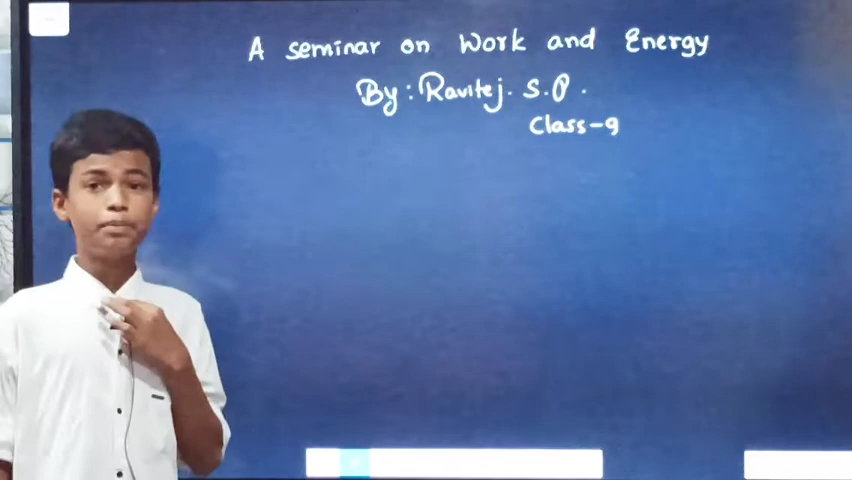 A seminar on Work and Energy
By: Ravitej. S.P.
Class-9